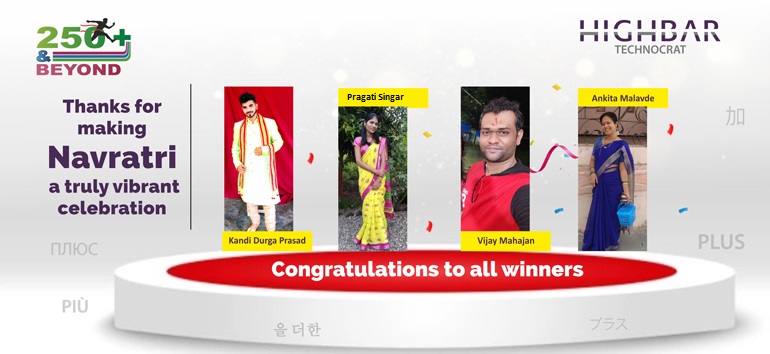 250+
&
BEYOND
HIGHBAR
TECHNOCRAT
Thanks for
making
Navratri
a truly vibrant
celebration
Kandi Durga Prasad
Pragati Singar
Vijay Mahajan
Ankita Malavde
加
ПЛЮС
PLUS
Congratulations to all winners
PIÙ
을 더한
プラス